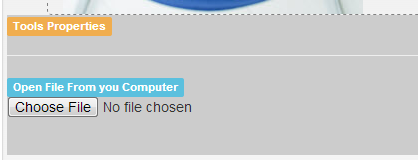 Tools Properties
Open File From you Computer
Choose File No file chosen